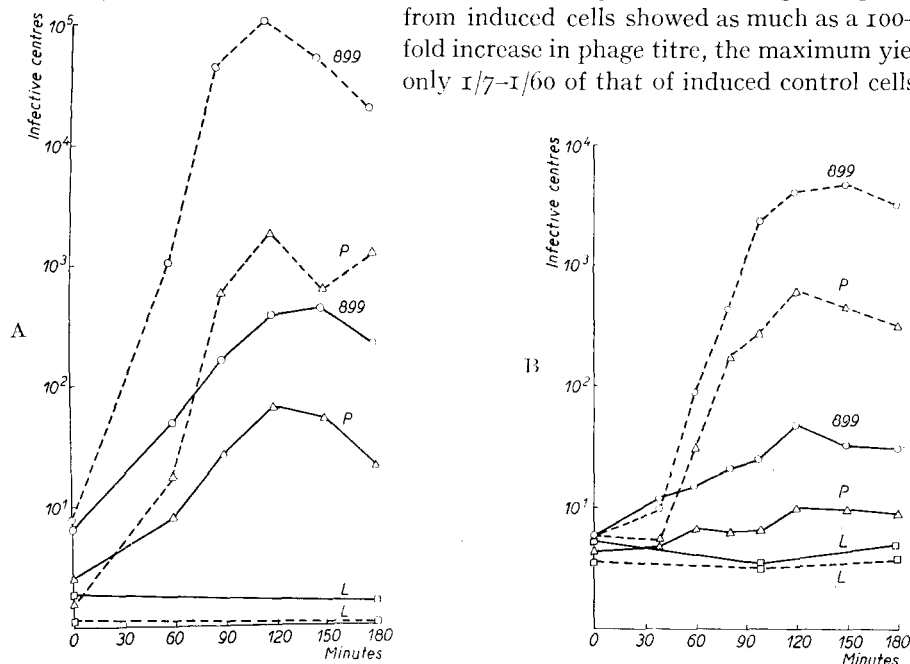 from induced cells showed as much as a 100-
fold increase in phage titre, the maximum yie
only 1/7–1/60 of that of induced control cells
A
Infective centres
10⁵
10⁴
10³
10²
10¹
899
P
899
P
L
L
0 30 60 90 120 150 180
Minutes
B
Infective centres
10⁴
10³
10²
10¹
899
P
899
P
L
L
0 30 60 90 120 150 180
Minutes